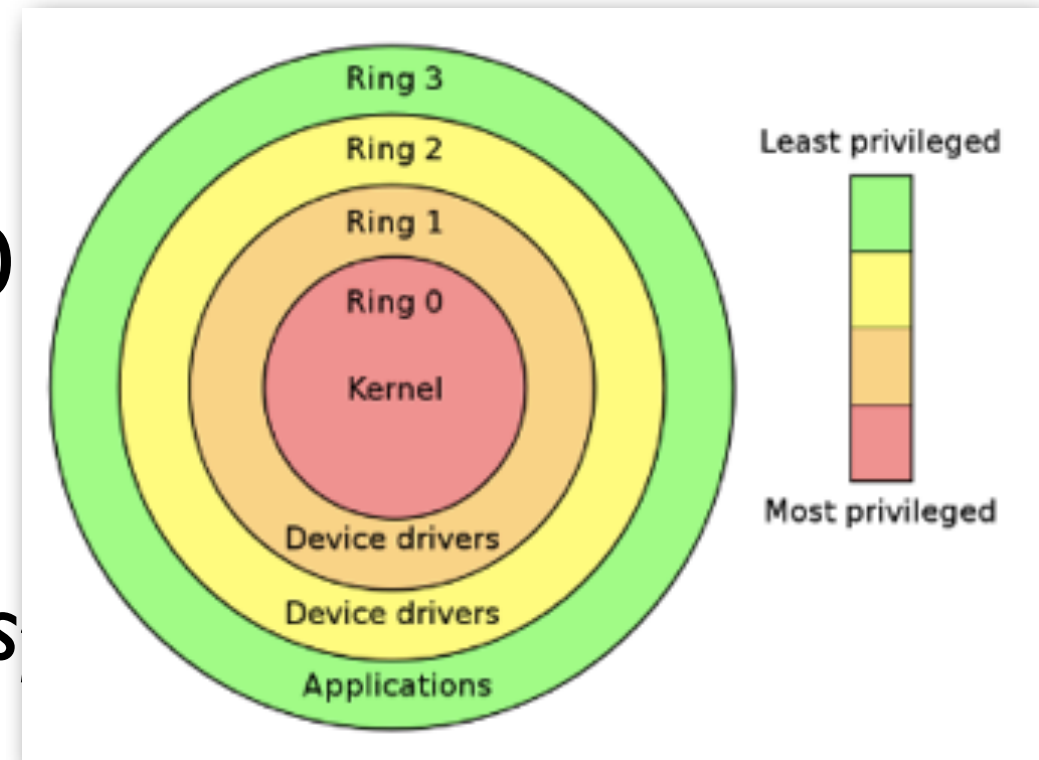 Ring 3
Ring 2
Ring 1
Ring 0
Kernel
Device drivers
Device drivers
Applications
Least privileged
Most privileged